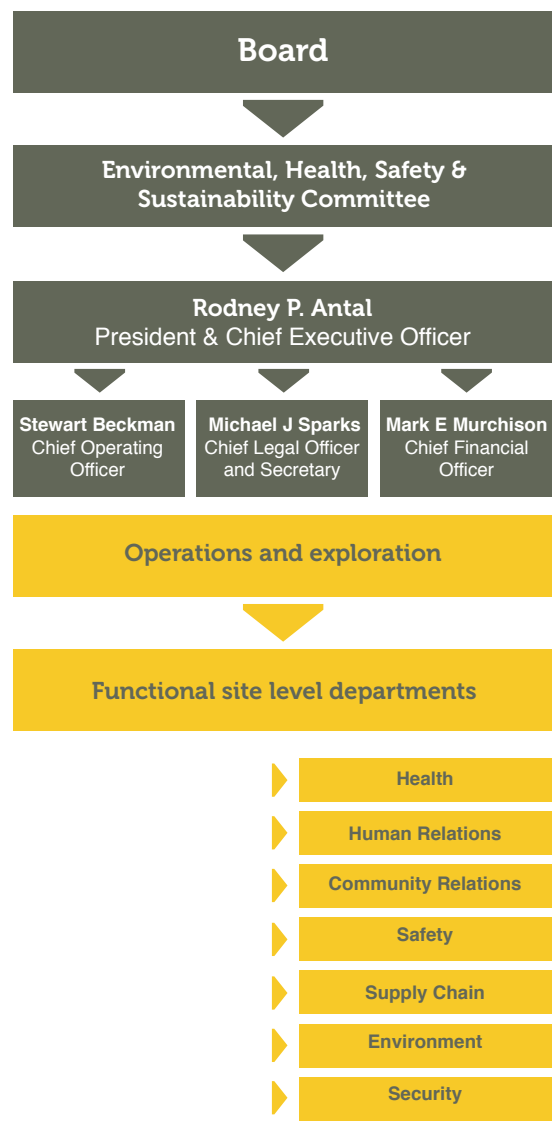 Board
Environmental, Health, Safety &
Sustainability Committee
Rodney P. Antal
President & Chief Executive Officer
Stewart Beckman
Chief Operating
Officer
Michael J Sparks
Chief Legal Officer
and Secretary
Mark E Murchison
Chief Financial
Officer
Operations and exploration
Functional site level departments
Health
Human Relations
Community Relations
Safety
Supply Chain
Environment
Security